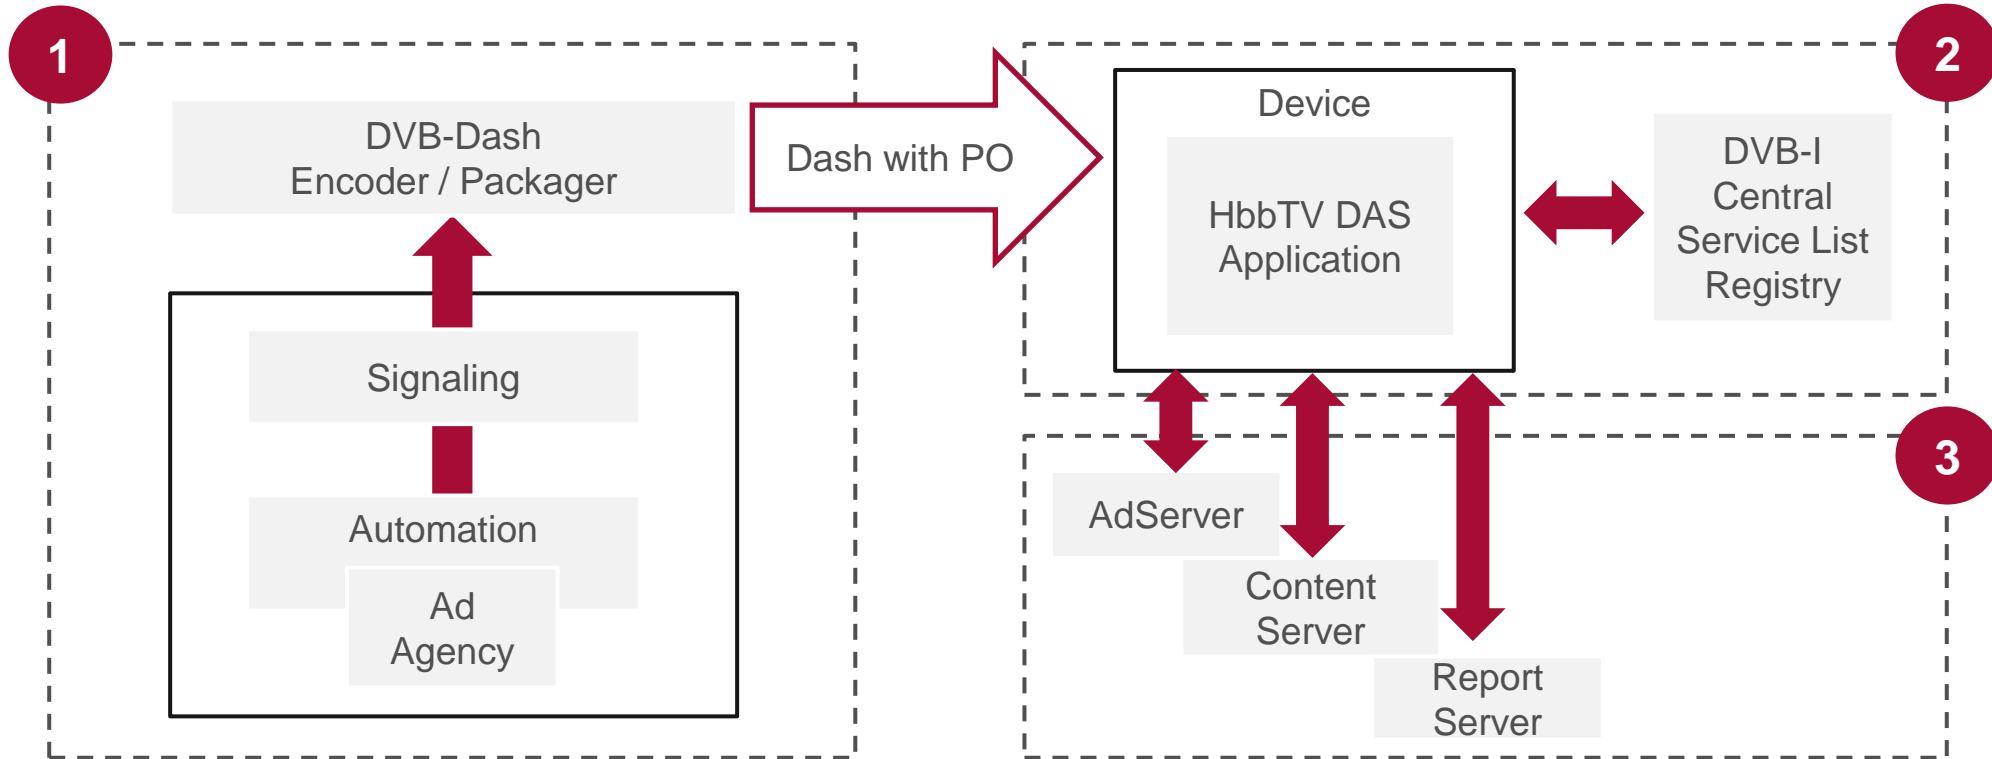 1
DVB-Dash
Encoder / Packager
Signaling
Automation
Ad
Agency
Dash with PO
2
Device
HbbTV DAS
Application
DVB-I
Central
Service List
Registry
3
AdServer
Content
Server
Report
Server